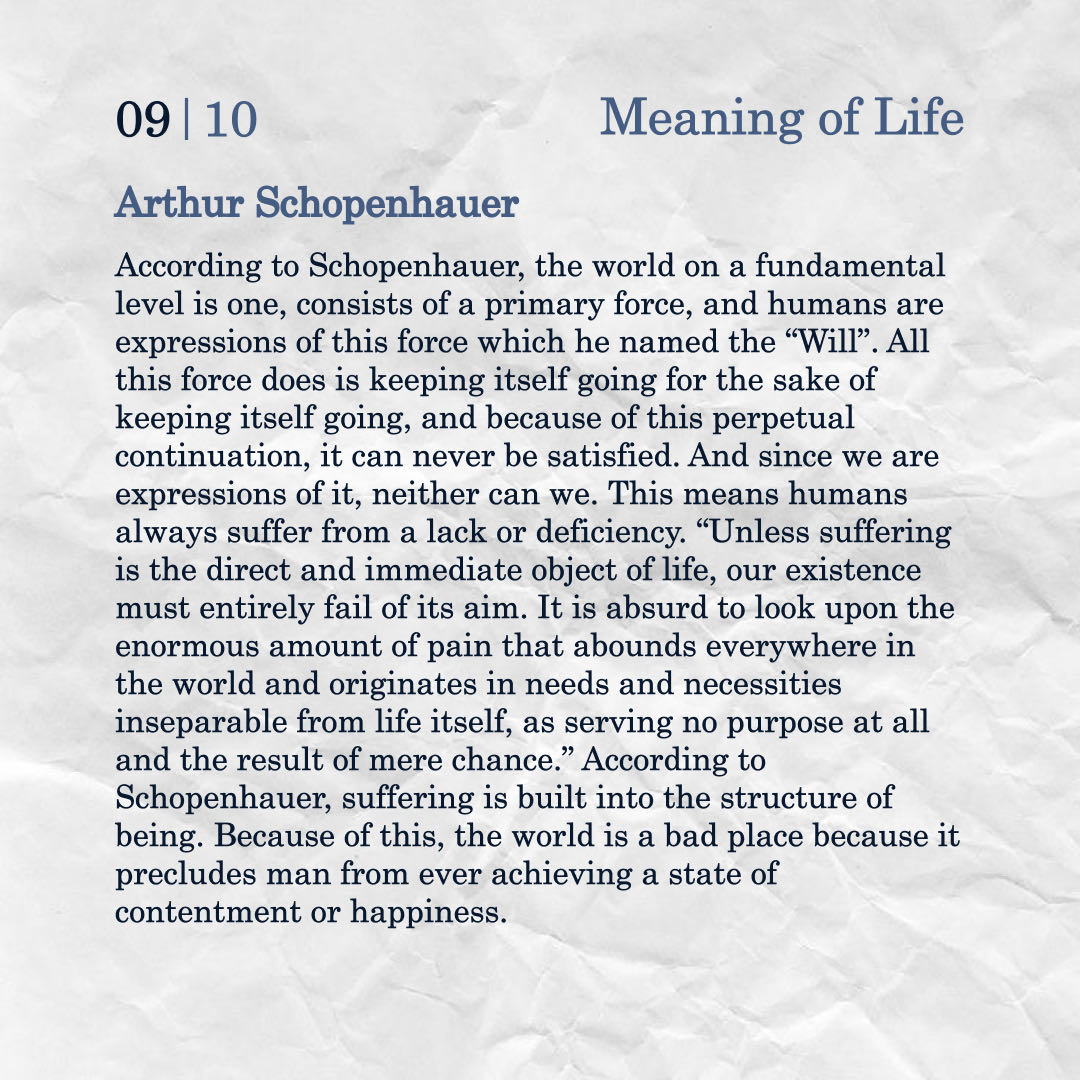 09 | 10
Meaning of Life
Arthur Schopenhauer
According to Schopenhauer, the world on a fundamental
level is one, consists of a primary force, and humans are
expressions of this force which he named the “Will”. All
this force does is keeping itself going for the sake of
keeping itself going, and because of this perpetual
continuation, it can never be satisfied. And since we are
expressions of it, neither can we. This means humans
always suffer from a lack or deficiency. “Unless suffering
is the direct and immediate object of life, our existence
must entirely fail of its aim. It is absurd to look upon the
enormous amount of pain that abounds everywhere in
the world and originates in needs and necessities
inseparable from life itself, as serving no purpose at all
and the result of mere chance.” According to
Schopenhauer, suffering is built into the structure of
being. Because of this, the world is a bad place because it
precludes man from ever achieving a state of
contentment or happiness.